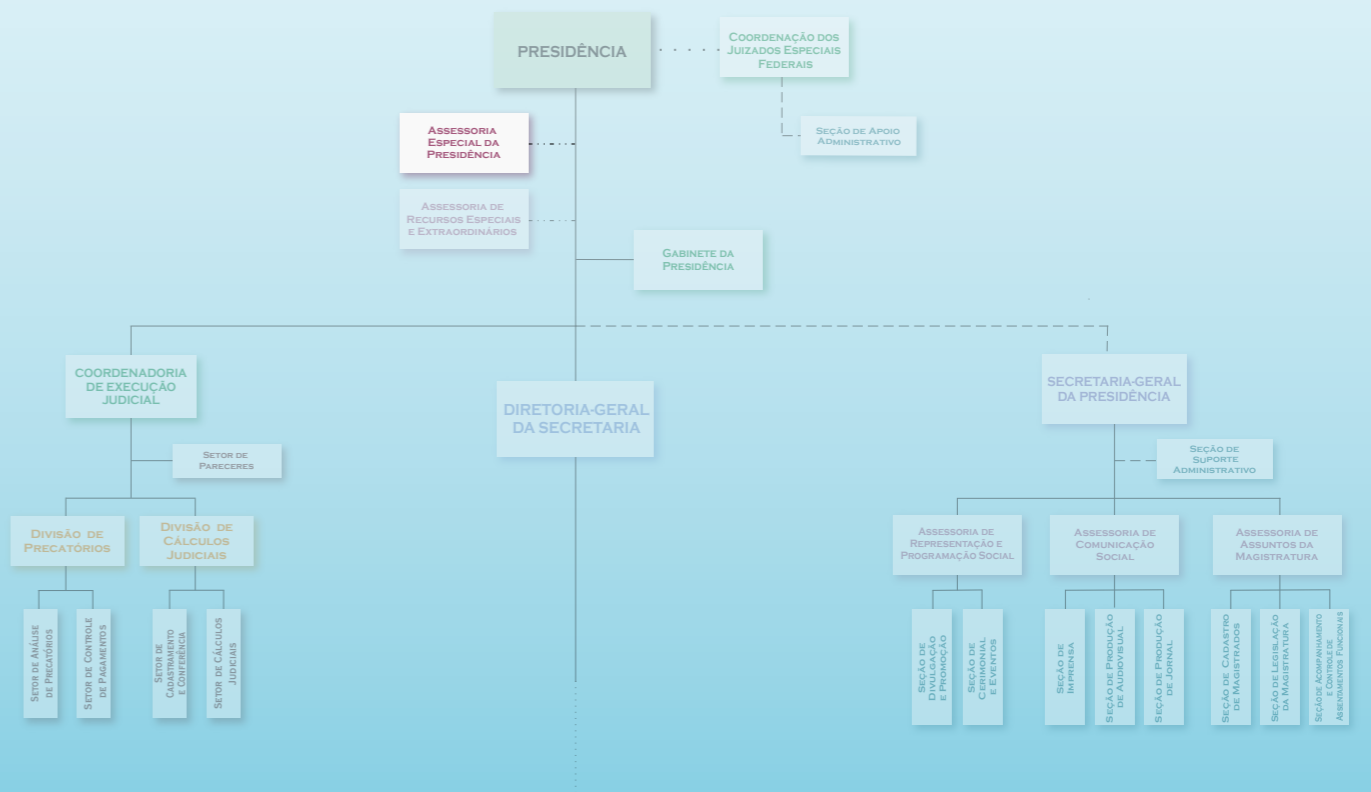 PRESIDÊNCIA
COORDENAÇÃO DOS
JUIZADOS ESPECIAIS
FEDERAIS
ASSESSORIA
ESPECIAL DA
PRESIDÊNCIA
SEÇÃO DE APOIO
ADMINISTRATIVO
ASSESSORIA DE
RECURSOS ESPECIAIS
E EXTRAORDINÁRIOS
GABINETE DA
PRESIDÊNCIA
COORDENADORIA
DE EXECUÇÃO
JUDICIAL
DIRETORIA-GERAL
DA SECRETARIA
SECRETARIA-GERAL
DA PRESIDÊNCIA
SETOR DE
PARECERES
SEÇÃO DE
SUPORTE
ADMINISTRATIVO
DIVISÃO DE
PRECATÓRIOS
DIVISÃO DE
CÁLCULOS
JUDICIAIS
ASSESSORIA DE
REPRESENTAÇÃO E
PROGRAMAÇÃO SOCIAL
ASSESSORIA DE
COMUNICAÇÃO
SOCIAL
ASSESSORIA DE
ASSUNTOS DA
MAGISTRATURA
SETOR DE ANÁLISE
DE PRECATÓRIOS
SETOR DE CONTROLE
DE PAGAMENTOS
SETOR DE
CADASTRAMENTO
E CONFERÊNCIA
SETOR DE CÁLCULOS
JUDICIAIS
SEÇÃO DE
DIVULGAÇÃO
E PROMOÇÃO
SEÇÃO DE
CERIMONIAL
E EVENTOS
SEÇÃO DE
IMPRENSA
SEÇÃO DE PRODUÇÃO
DE AUDIOVISUAL
SEÇÃO DE PRODUÇÃO
DE JORNAL
SEÇÃO DE CADASTRO
DE MAGISTRADOS
SEÇÃO DE LEGISLAÇÃO
DA MAGISTRATURA
SEÇÃO DE ACOMPANHAMENTO
E CONTROLE DE
ASSENTAMENTOS FUNCIONAIS